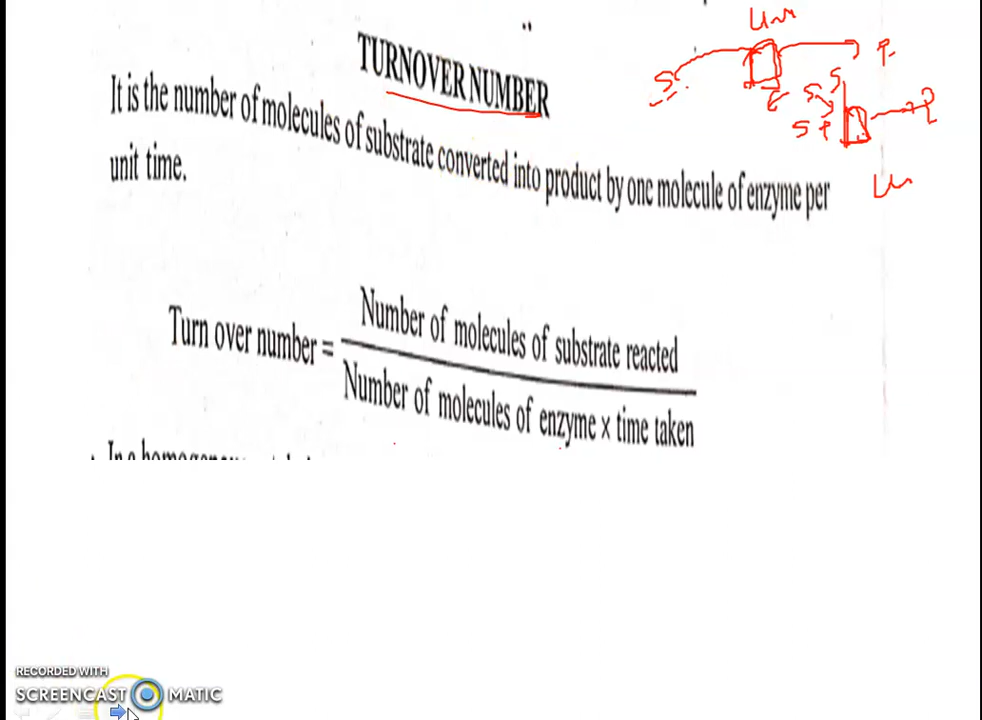 TURNOVER NUMBER
It is the number of molecules of substrate converted into product by one molecule of enzyme per
unit time.
Turn over number = Number of molecules of substrate reacted
Number of molecules of enzyme × time taken
S
P
S
S
S
P
RECORDED WITH
SCREENCAST MATIC